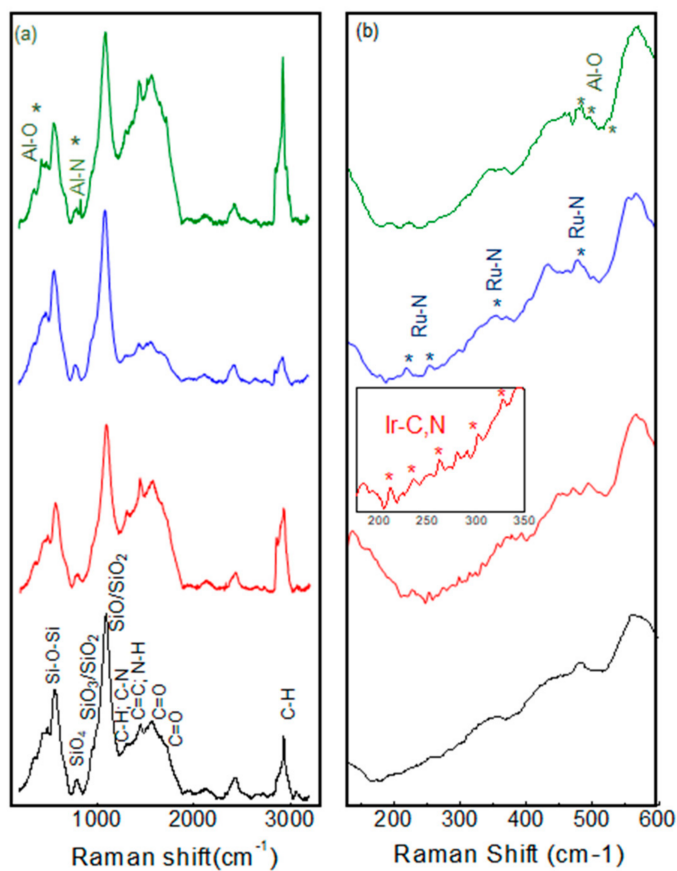 (a)
Al-O *
Al-N *
Si-O-Si
SiO4
SiO3/SiO2
SiO/SiO2
C-H; C-N
C=C; N-H
C=O
C=O
C-H
1000 2000 3000
Raman shift(cm-1)
(b)
Al-O
* * *
Ru-N
Ru-N
Ru-N
* * * *
Ir-C,N
* * * * *
200 250 300 350
200 300 400 500 600
Raman Shift (cm-1)